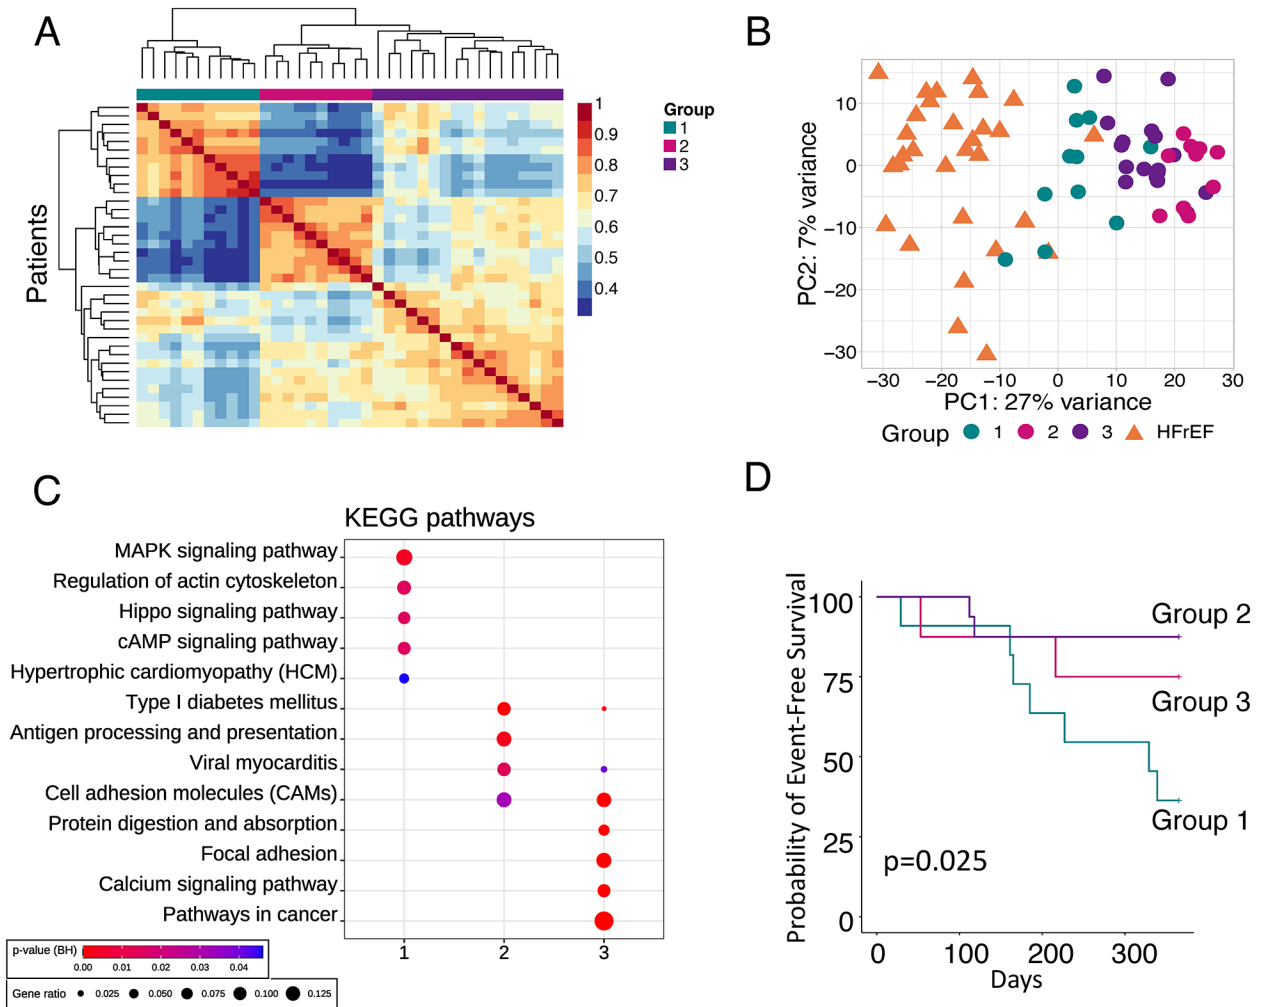 A
Patients
1
0.9
0.8
0.7
0.6
0.5
0.4
Group
1
2
3
B
PC2: 7% variance
10
0
−10
−20
−30
−30 −20 −10 0 10 20 30
PC1: 27% variance
Group 1 2 3 HFrEF
C
KEGG pathways
MAPK signaling pathway
Regulation of actin cytoskeleton
Hippo signaling pathway
cAMP signaling pathway
Hypertrophic cardiomyopathy (HCM)
Type I diabetes mellitus
Antigen processing and presentation
Viral myocarditis
Cell adhesion molecules (CAMs)
Protein digestion and absorption
Focal adhesion
Calcium signaling pathway
Pathways in cancer
1 2 3
p-value (BH)
0.00 0.01 0.02 0.03 0.04
Gene ratio 0.025 0.050 0.075 0.100 0.125
D
Probability of Event-Free Survival
100
75
50
25
0
Group 2
Group 3
Group 1
p=0.025
0 100 200 300
Days